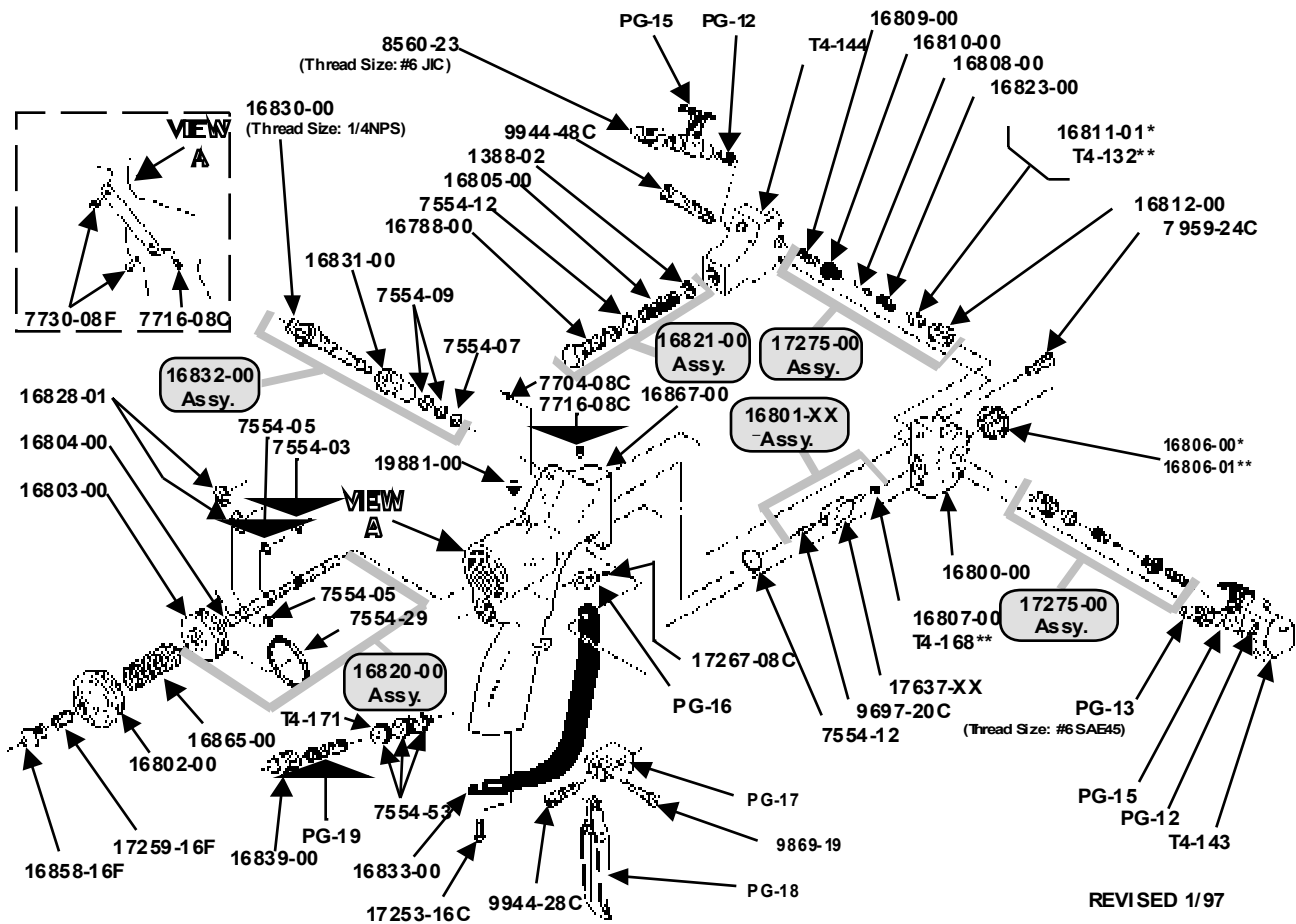 PG-15
PG-12
16809-00
16810-00
T4-144
16808-00
16823-00
8560-23
(Thread Size: #6 JIC)
16830-00
(Thread Size: 1/4NPS)
VIEW
A
9944-48C
1388-02
16805-00
7554-12
16788-00
16811-01*
T4-132**
16812-00
7959-24C
16831-00
7554-09
7554-07
7730-08F
7716-08C
16821-00
Assy.
17275-00
Assy.
16832-00
Assy.
7704-08C
7716-08C
16867-00
16801-XX
Assy.
16828-01
16804-00
16803-00
7554-05
7554-03
19881-00
VIEW
A
16806-00*
16806-01**
16800-00
7554-05
7554-29
16820-00
Assy.
T4-171
17267-08C
PG-16
16807-00
T4-168**
17275-00
Assy.
17637-XX
9697-20C
7554-12
(Thread Size: #6SAE45)
PG-13
16865-00
16802-00
PG-15
PG-12
T4-143
7554-53
PG-19
17259-16F
16858-16F
16839-00
16833-00
17253-16C
PG-17
9869-19
9944-28C
PG-18
REVISED 1/97